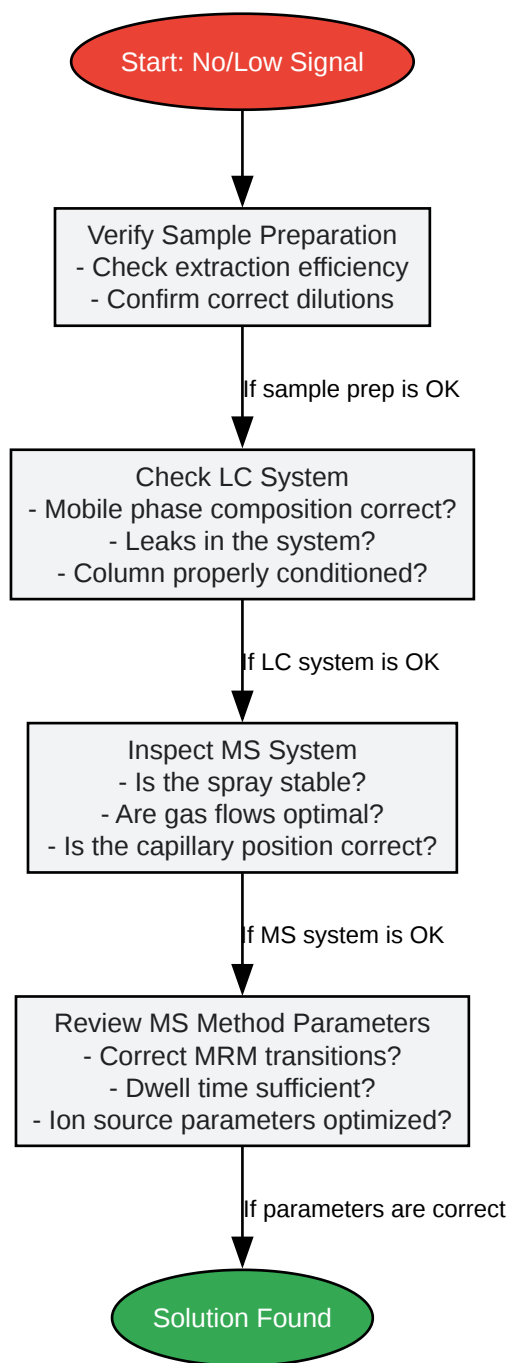 Start: No/Low Signal
Verify Sample Preparation
- Check extraction efficiency
- Confirm correct dilutions
If sample prep is OK
Check LC System
- Mobile phase composition correct?
- Leaks in the system?
- Column properly conditioned?
If LC system is OK
Inspect MS System
- Is the spray stable?
- Are gas flows optimal?
- Is the capillary position correct?
If MS system is OK
Review MS Method Parameters
- Correct MRM transitions?
- Dwell time sufficient?
- Ion source parameters optimized?
If parameters are correct
Solution Found